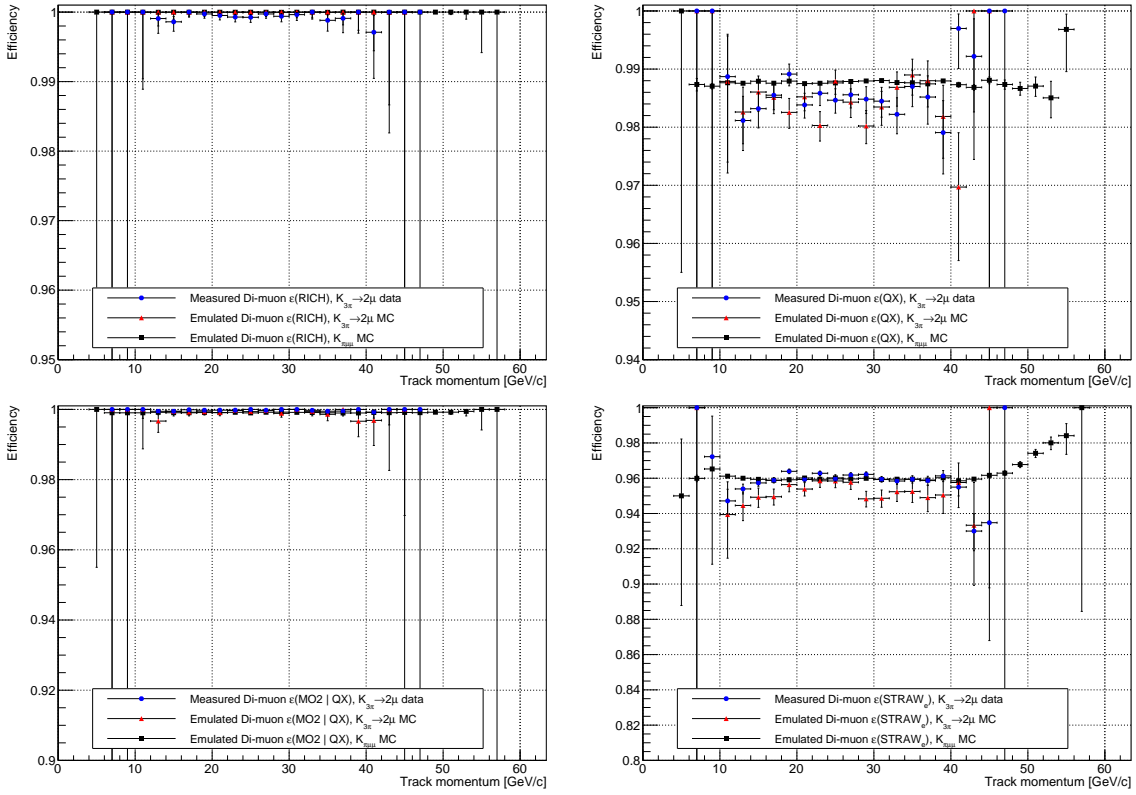 Efficiency
1
0.99
0.98
0.97
0.96
0.95
Measured Di-muon ε(RICH), K3π→2μ data
Emulated Di-muon ε(RICH), K3π→2μ MC
Emulated Di-muon ε(RICH), Kπμμ MC
0 10 20 30 40 50 60
Track momentum [GeV/c]
Efficiency
1
0.99
0.98
0.97
0.96
0.95
0.94
Measured Di-muon ε(QX), K3π→2μ data
Emulated Di-muon ε(QX), K3π→2μ MC
Emulated Di-muon ε(QX), Kπμμ MC
0 10 20 30 40 50 60
Track momentum [GeV/c]
Efficiency
1
0.98
0.96
0.94
0.92
0.9
Measured Di-muon ε(MO2 | QX), K3π→2μ data
Emulated Di-muon ε(MO2 | QX), K3π→2μ MC
Emulated Di-muon ε(MO2 | QX), Kπμμ MC
0 10 20 30 40 50 60
Track momentum [GeV/c]
Efficiency
1
0.98
0.96
0.94
0.92
0.9
0.88
0.86
0.84
0.82
0.8
Measured Di-muon ε(STRAWe), K3π→2μ data
Emulated Di-muon ε(STRAWe), K3π→2μ MC
Emulated Di-muon ε(STRAWe), Kπμμ MC
0 10 20 30 40 50 60
Track momentum [GeV/c]